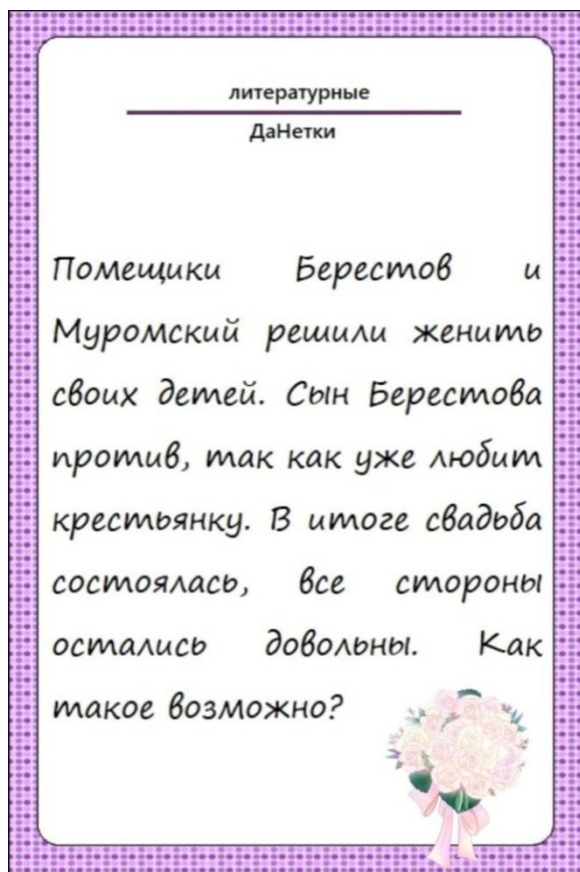 литературные
ДаНетки
Помещики Берестов и
Муромский решили женить
своих детей. Сын Берестова
против, так как уже любит
крестьянку. В итоге свадьба
состоялась, все стороны
остались довольны. Как
такое возможно?